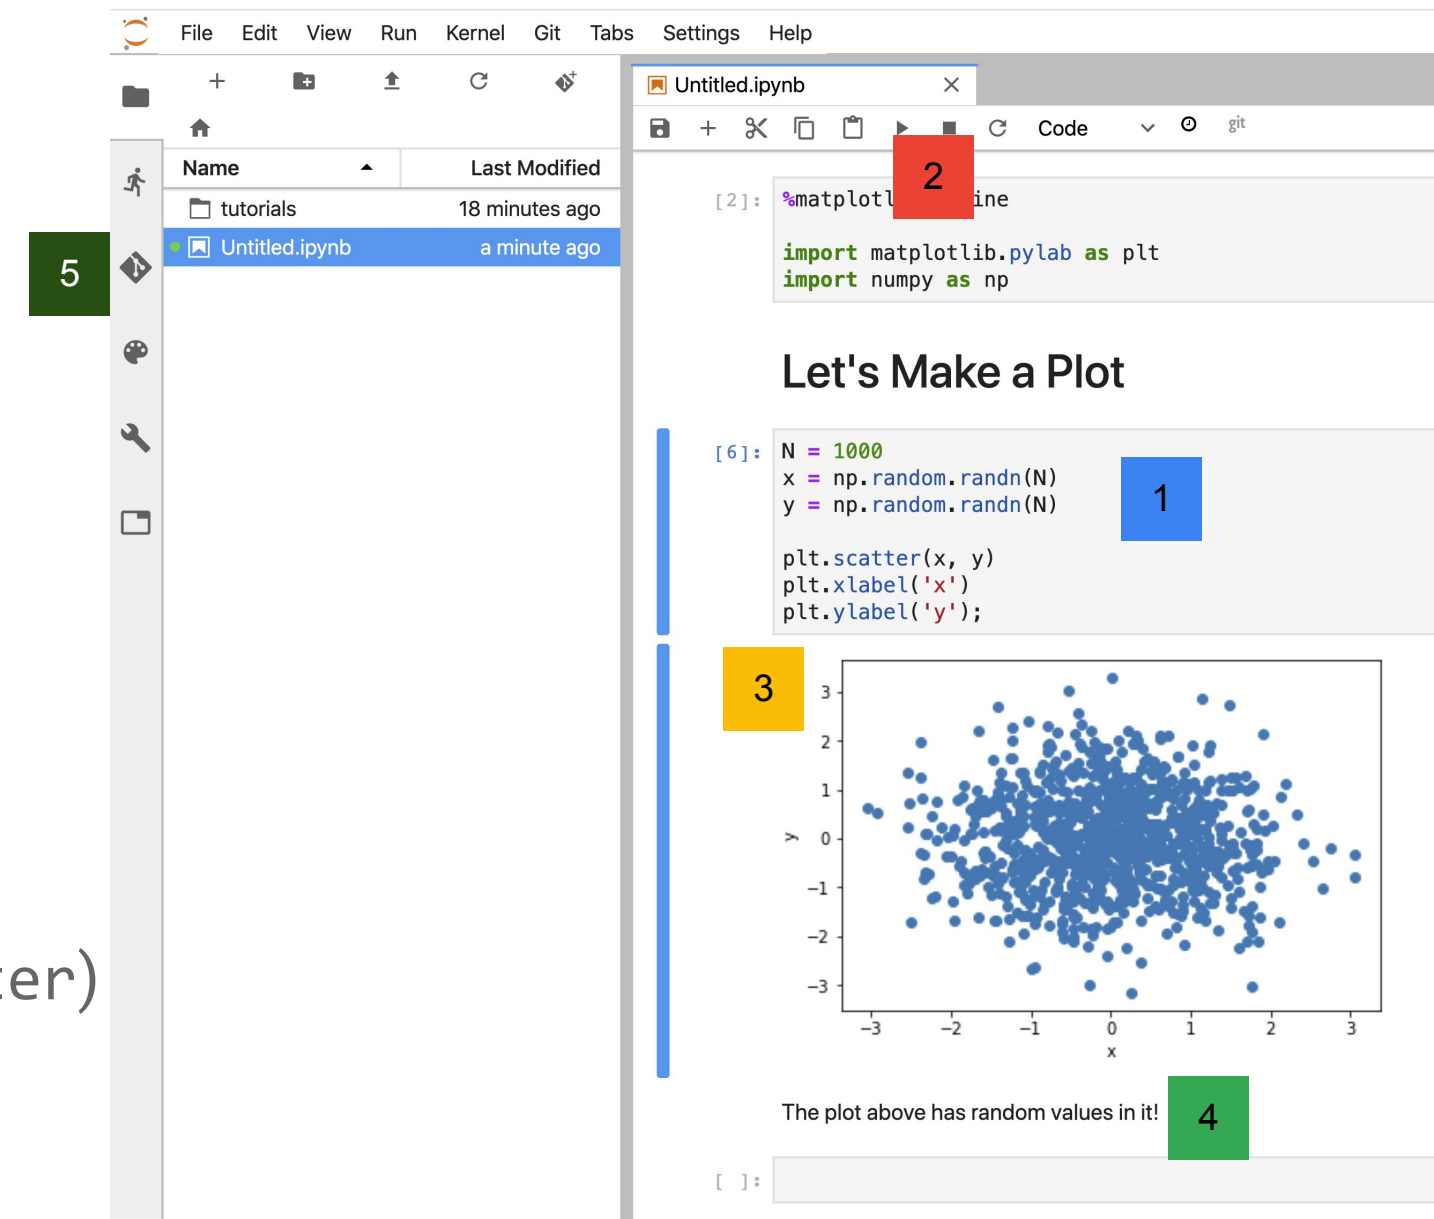 File Edit View Run Kernel Git Tabs Settings Help
Untitled.ipynb
Code git
Name Last Modified
tutorials 18 minutes ago
Untitled.ipynb a minute ago
5
2
[2]: %matplotl ine
import matplotlib.pylab as plt
import numpy as np
Let's Make a Plot
[6]: N = 1000
x = np.random.randn(N)
y = np.random.randn(N)
1
plt.scatter(x, y)
plt.xlabel('x')
plt.ylabel('y');
3
3
2
1
0
−1
−2
−3
y
−3 −2 −1 0 1 2 3
x
ter)
The plot above has random values in it!
4
[ ]: